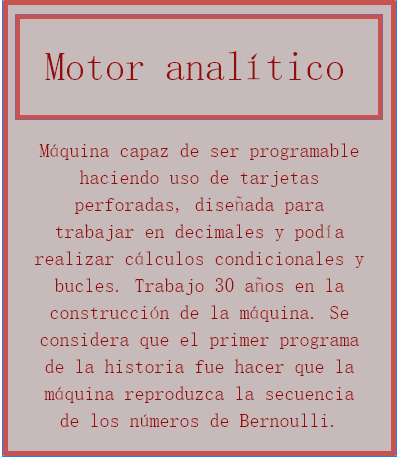 Motor analítico
Máquina capaz de ser programable
haciendo uso de tarjetas
perforadas, diseñada para
trabajar en decimales y podía
realizar cálculos condicionales y
bucles. Trabajo 30 años en la
construcción de la máquina. Se
considera que el primer programa
de la historia fue hacer que la
máquina reproduzca la secuencia
de los números de Bernoulli.